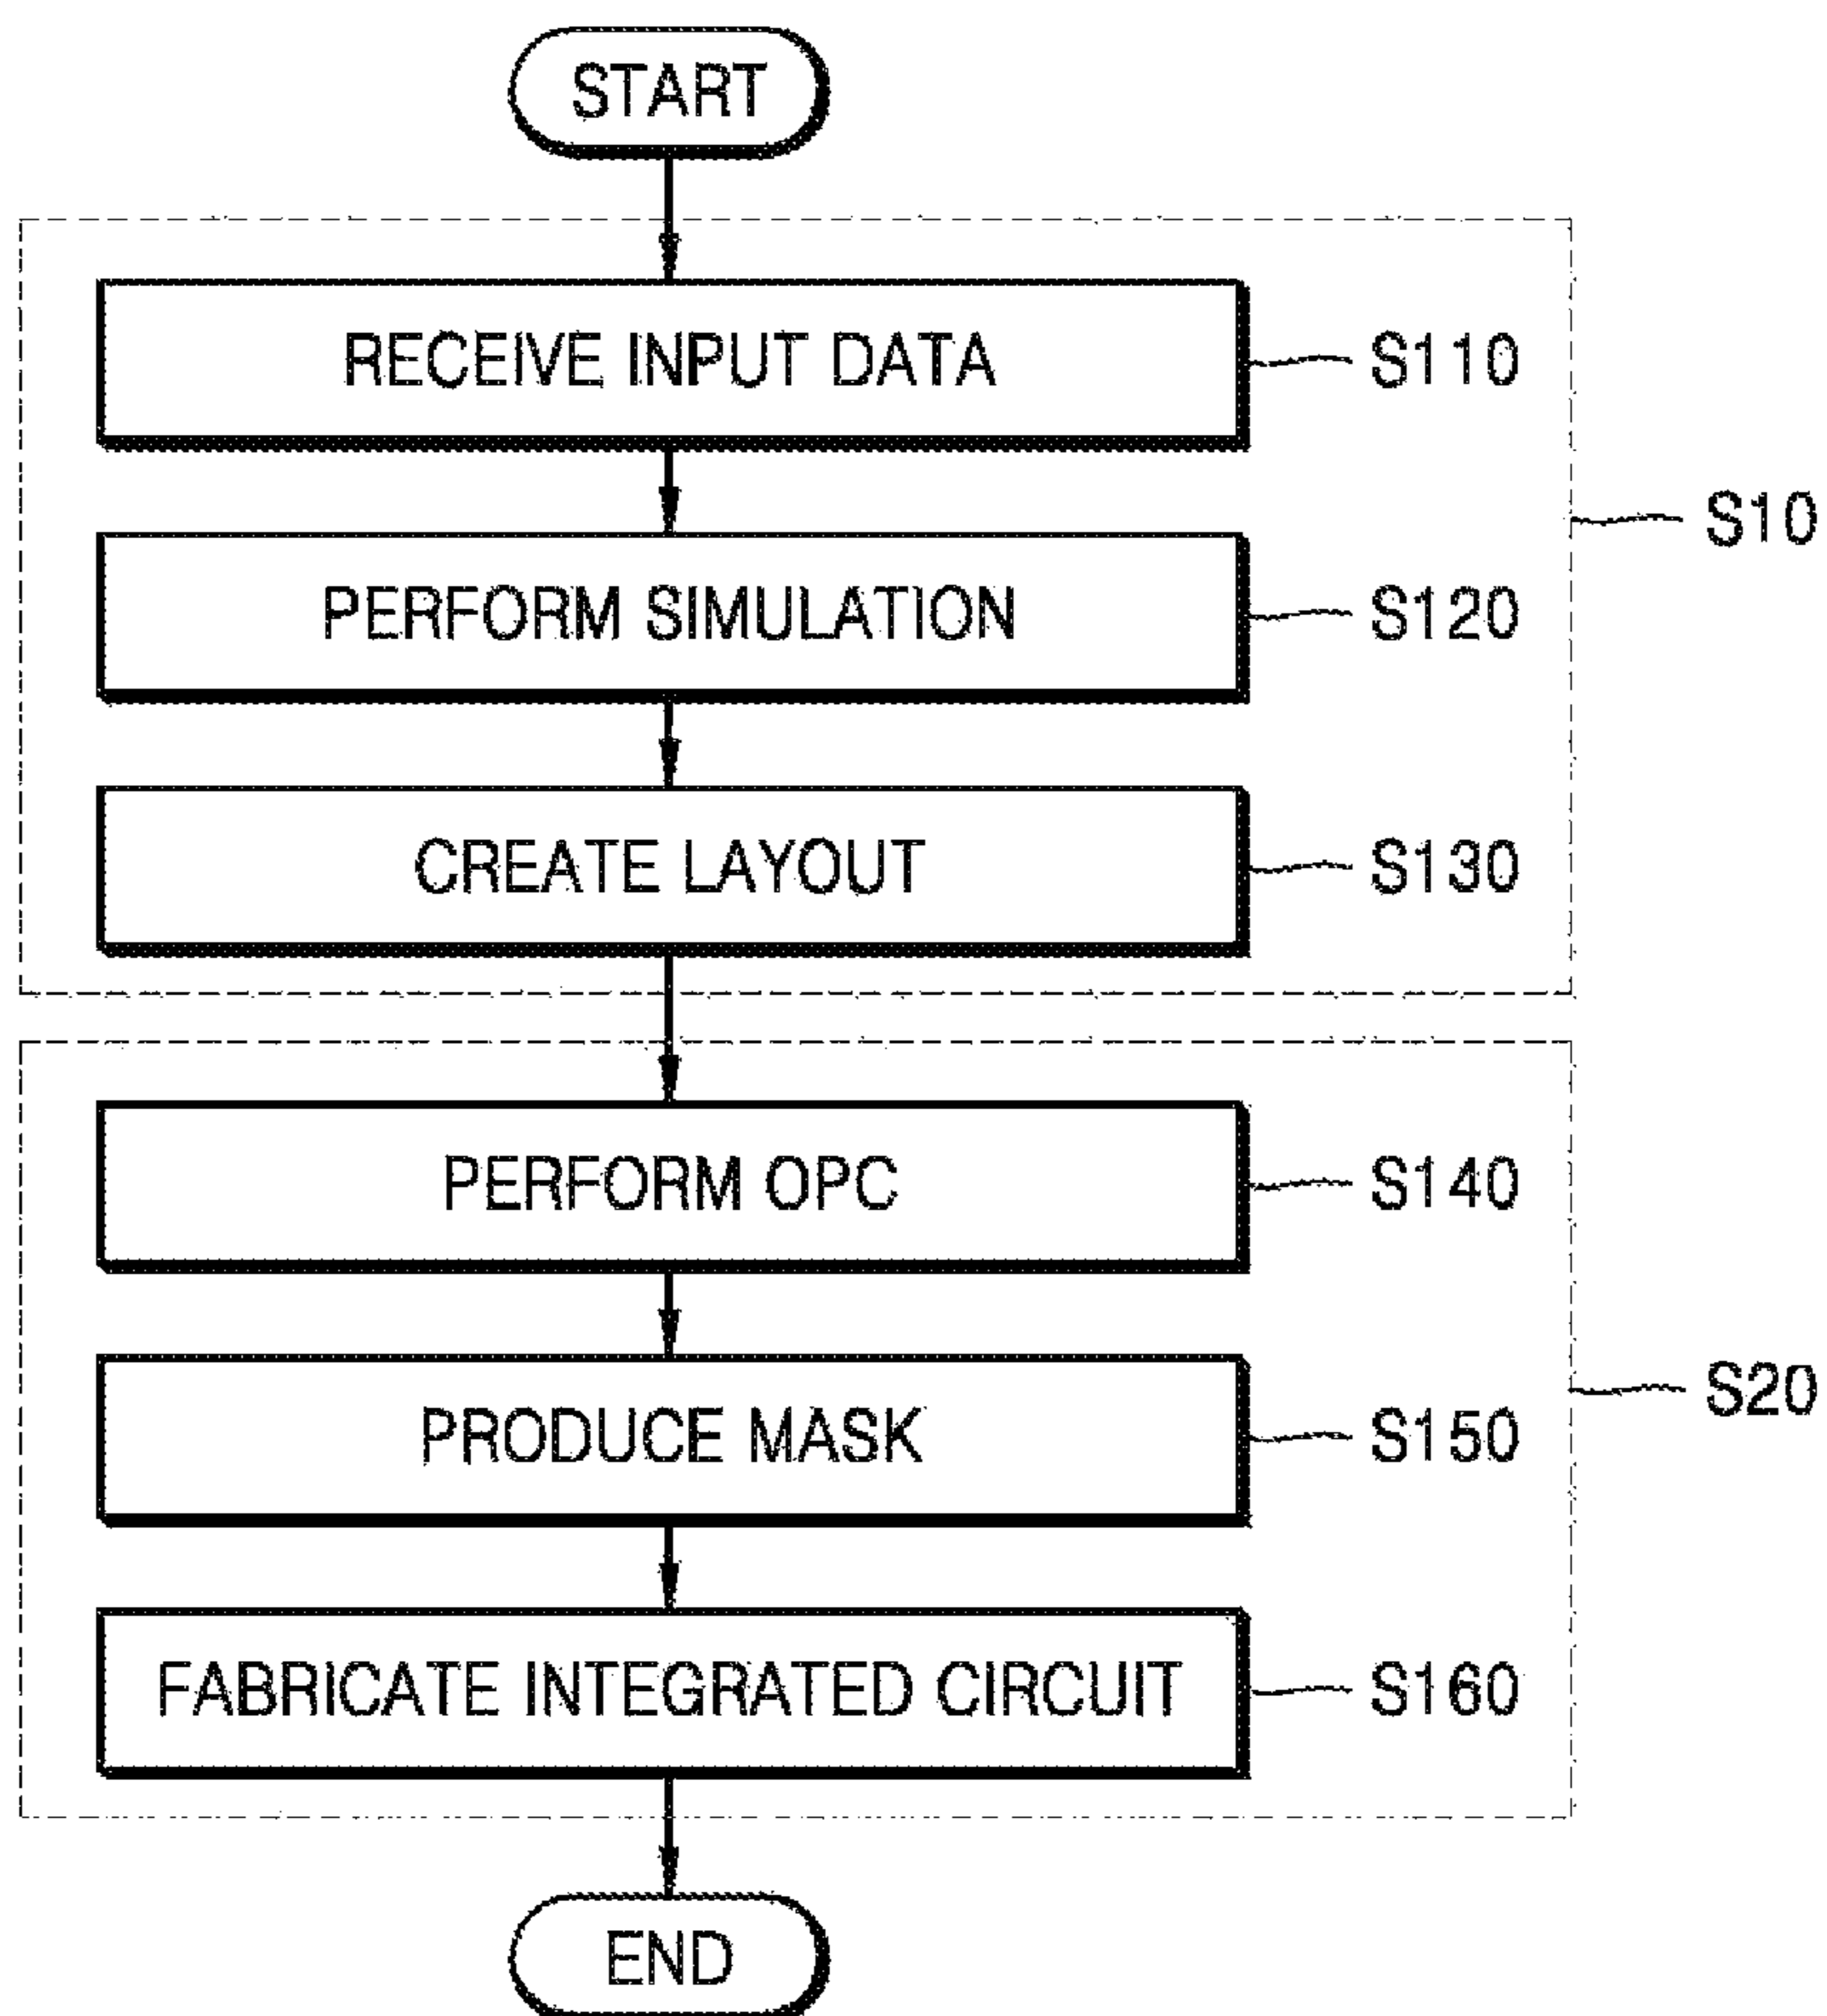 START
RECEIVE INPUT DATA
S110
S10
PERFORM SIMULATION
S120
CREATE LAYOUT
S130
PERFORM OPC
S140
S20
PRODUCE MASK
S150
FABRICATE INTEGRATED CIRCUIT
S160
END